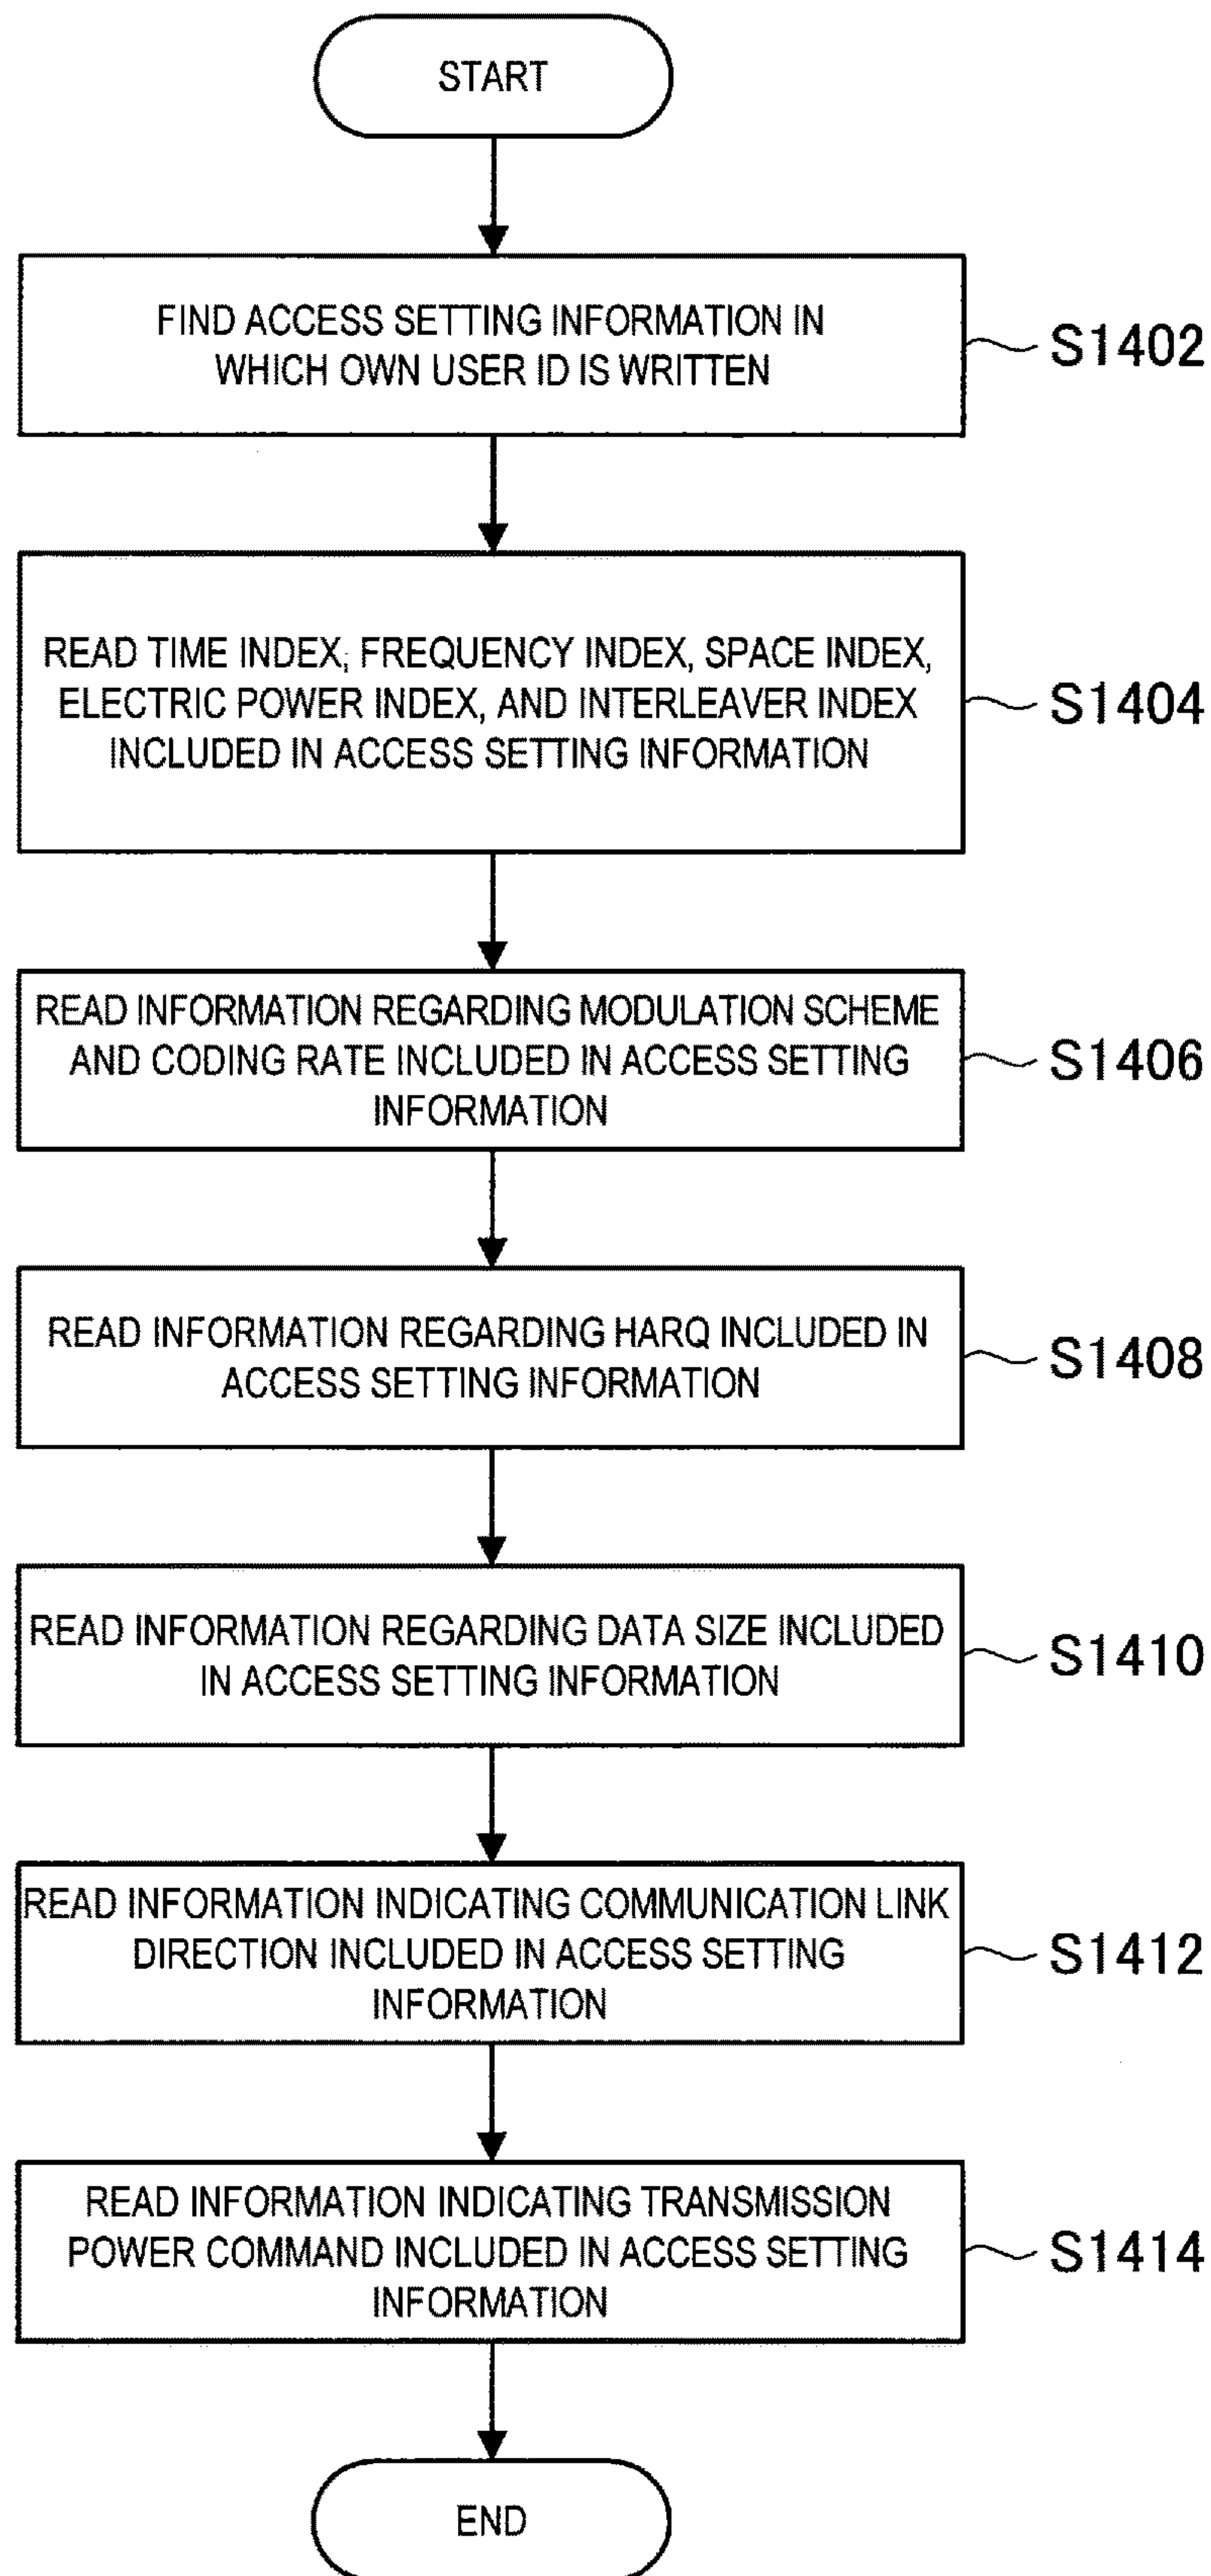 START
FIND ACCESS SETTING INFORMATION IN
WHICH OWN USER ID IS WRITTEN
S1402
READ TIME INDEX, FREQUENCY INDEX, SPACE INDEX,
ELECTRIC POWER INDEX, AND INTERLEAVER INDEX
INCLUDED IN ACCESS SETTING INFORMATION
S1404
READ INFORMATION REGARDING MODULATION SCHEME
AND CODING RATE INCLUDED IN ACCESS SETTING
INFORMATION
S1406
READ INFORMATION REGARDING HARQ INCLUDED IN
ACCESS SETTING INFORMATION
S1408
READ INFORMATION REGARDING DATA SIZE INCLUDED
IN ACCESS SETTING INFORMATION
S1410
READ INFORMATION INDICATING COMMUNICATION LINK
DIRECTION INCLUDED IN ACCESS SETTING
INFORMATION
S1412
READ INFORMATION INDICATING TRANSMISSION
POWER COMMAND INCLUDED IN ACCESS SETTING
INFORMATION
S1414
END